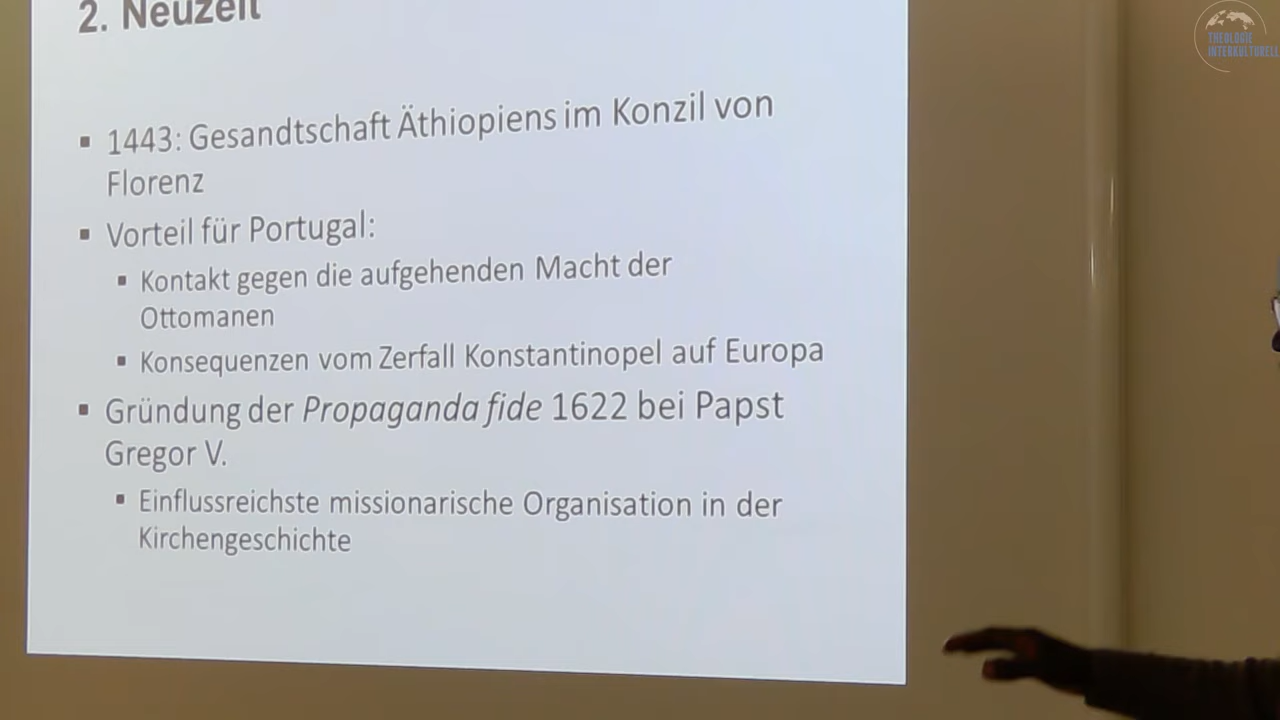 2. Neuzeit
▪ 1443: Gesandtschaft Äthiopiens im Konzil von
Florenz
▪ Vorteil für Portugal:
▪ Kontakt gegen die aufgehenden Macht der
Ottomanen
▪ Konsequenzen vom Zerfall Konstantinopel auf Europa
▪ Gründung der Propaganda fide 1622 bei Papst
Gregor V.
▪ Einflussreichste missionarische Organisation in der
Kirchengeschichte
THEOLOGIE
INTERKULTURELL